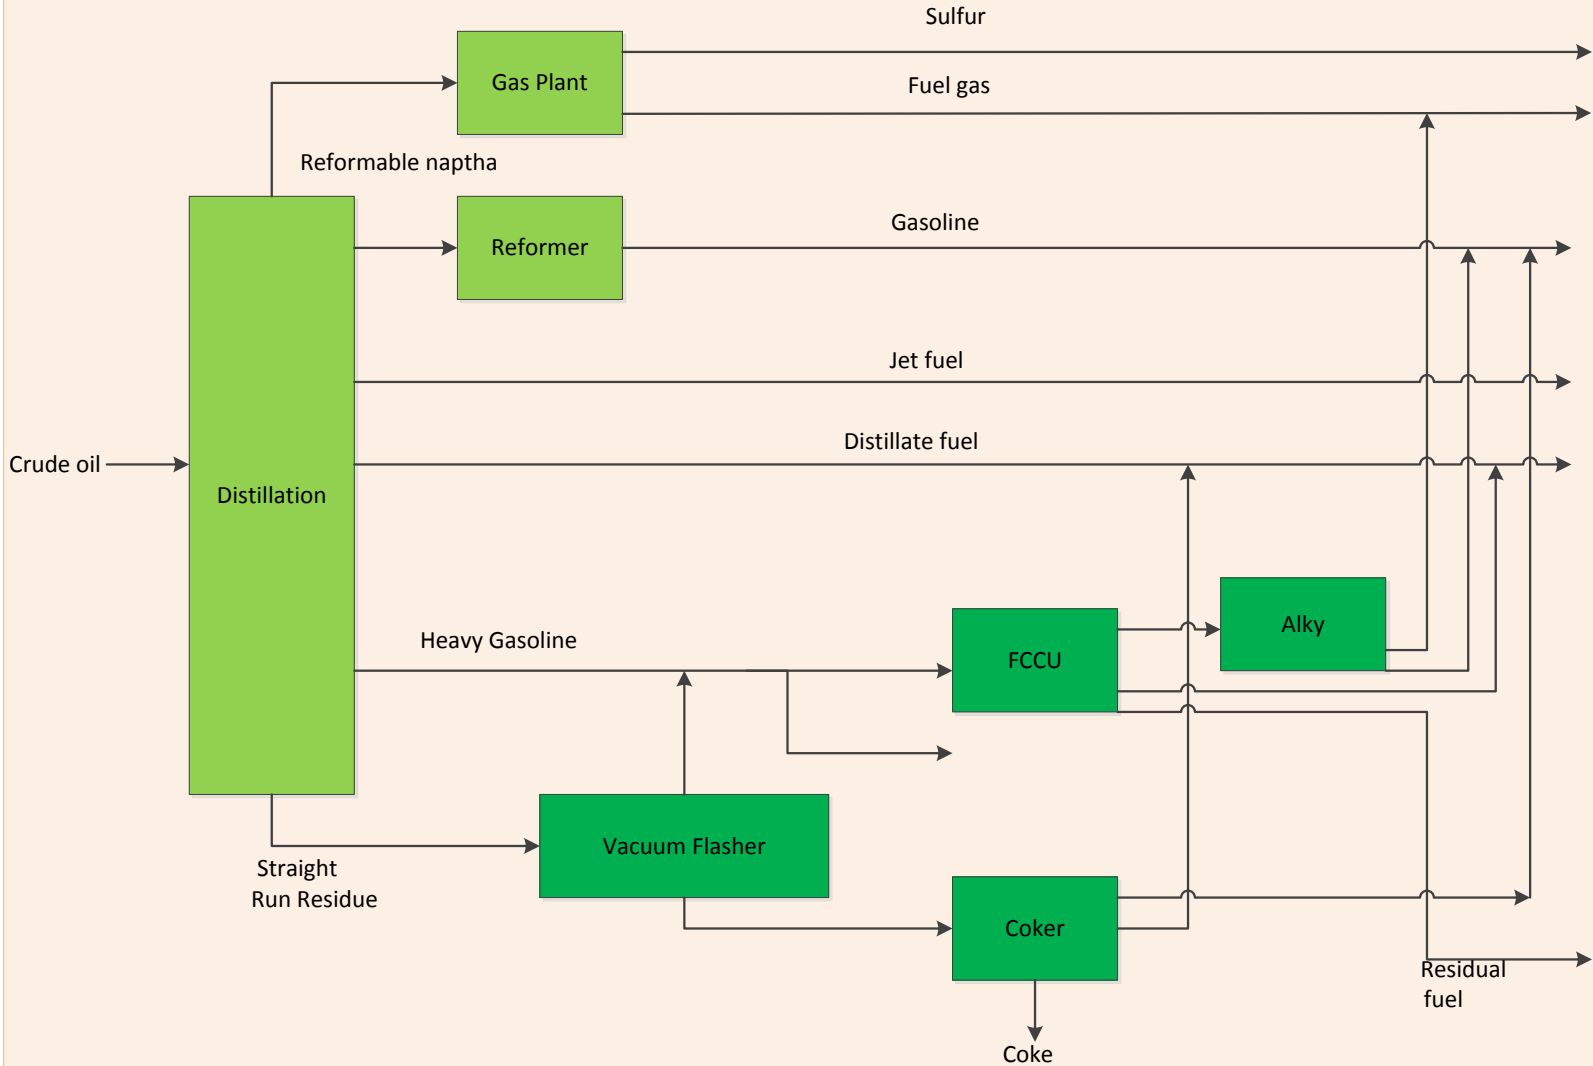 Sulfur
Gas Plant
Fuel gas
Reformable naptha
Gasoline
Reformer
Jet fuel
Distillate fuel
Crude oil
Distillation
Alky
Heavy Gasoline
FCCU
Vacuum Flasher
Straight
Run Residue
Coker
Residual
fuel
Coke